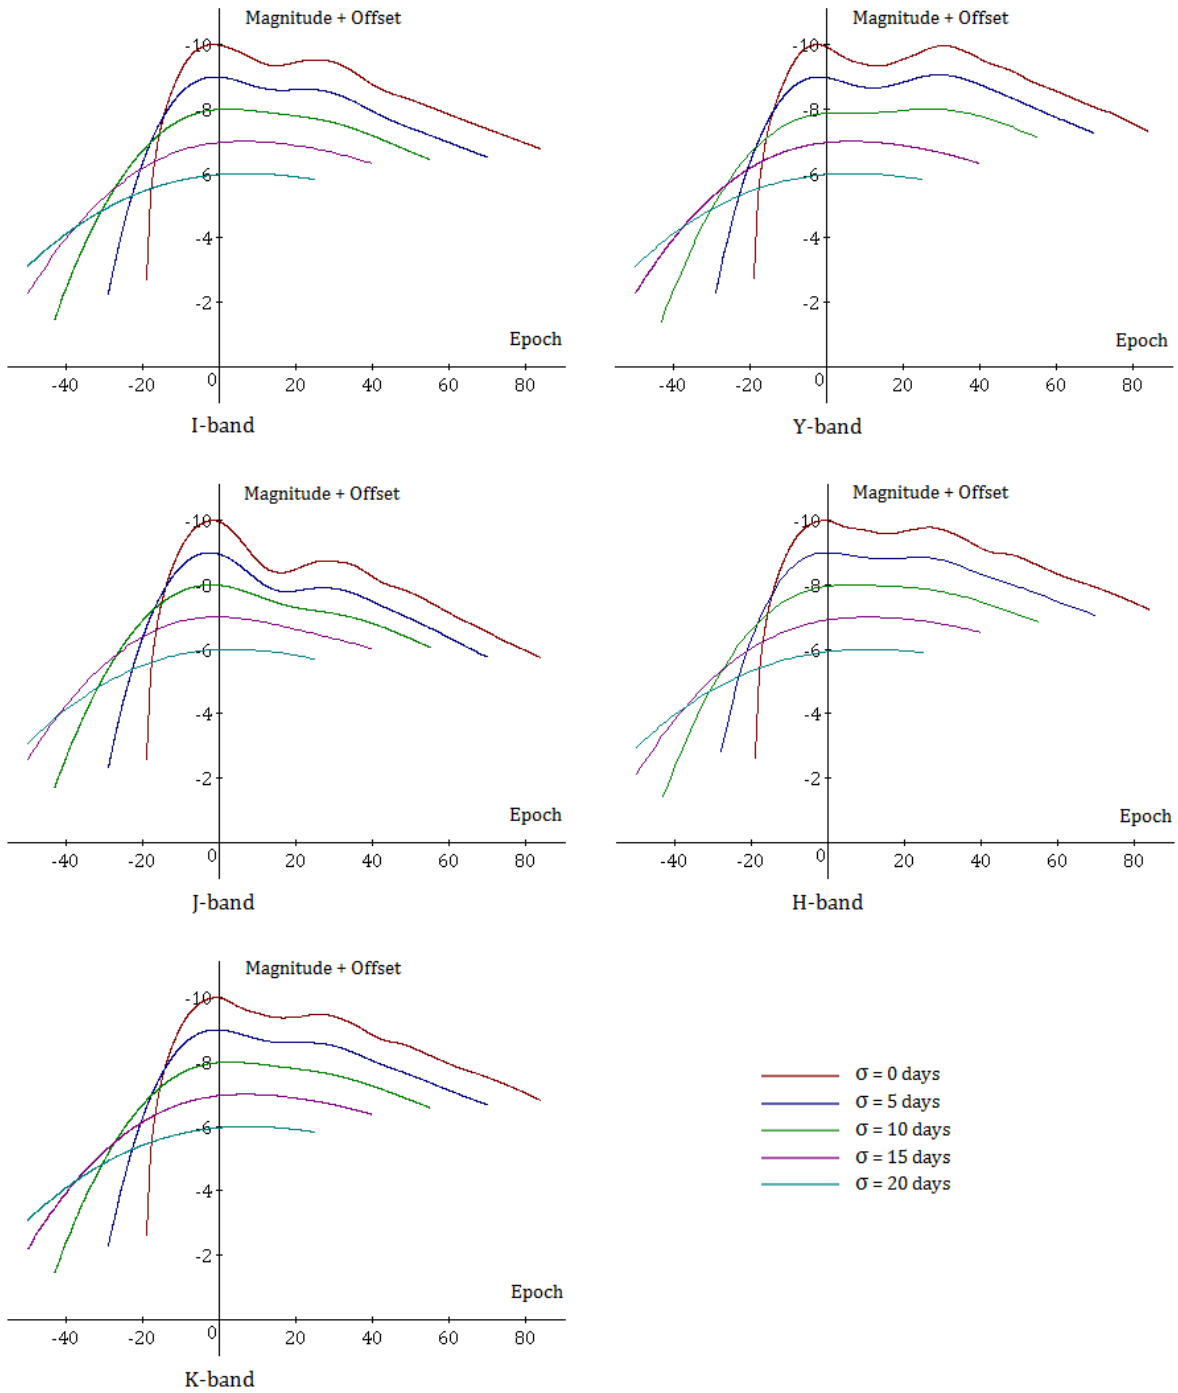 Magnitude + Offset
-10
-8
-6
-4
-2
Epoch
-40 -20 0 20 40 60 80
I-band
Magnitude + Offset
-10
-8
-6
-4
-2
Epoch
-40 -20 0 20 40 60 80
Y-band
Magnitude + Offset
-10
-8
-6
-4
-2
Epoch
-40 -20 0 20 40 60 80
J-band
Magnitude + Offset
-10
-8
-6
-4
-2
Epoch
-40 -20 0 20 40 60 80
H-band
Magnitude + Offset
-10
-8
-6
-4
-2
Epoch
-40 -20 0 20 40 60 80
K-band
σ = 0 days
σ = 5 days
σ = 10 days
σ = 15 days
σ = 20 days